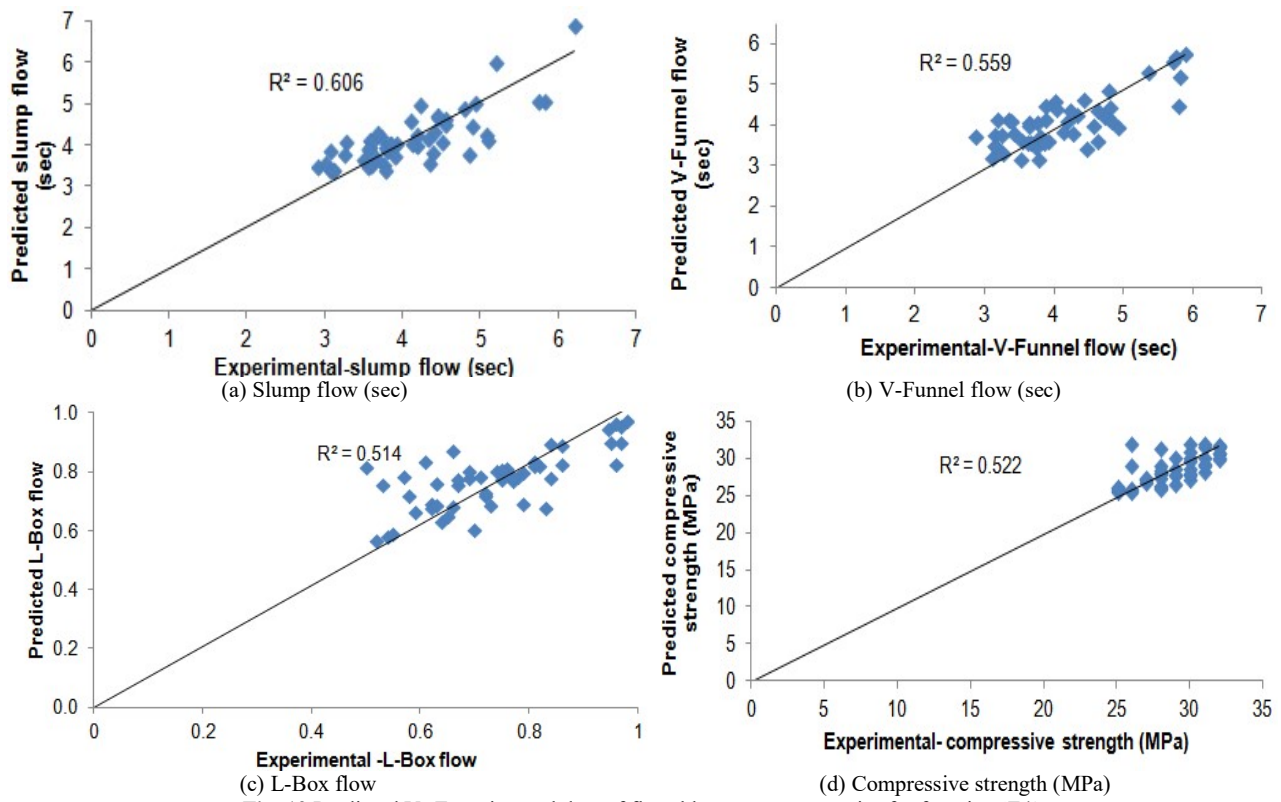 Predicted slump flow
(sec)
7
6
5
4
3
2
1
0
R² = 0.606
0 1 2 3 4 5 6 7
Experimental-slump flow (sec)
(a) Slump flow (sec)
Predicted V-Funnel flow
(sec)
6
5
4
3
2
1
0
R² = 0.559
0 1 2 3 4 5 6 7
Experimental-V-Funnel flow (sec)
(b) V-Funnel flow (sec)
Predicted L-Box flow
1.0
0.8
0.6
0.4
0.2
0.0
R² = 0.514
0 0.2 0.4 0.6 0.8 1
Experimental -L-Box flow
(c) L-Box flow
Predicted compressive
strength (MPa)
35
30
25
20
15
10
5
0
R² = 0.522
0 5 10 15 20 25 30 35
Experimental- compressive strength (MPa)
(d) Compressive strength (MPa)